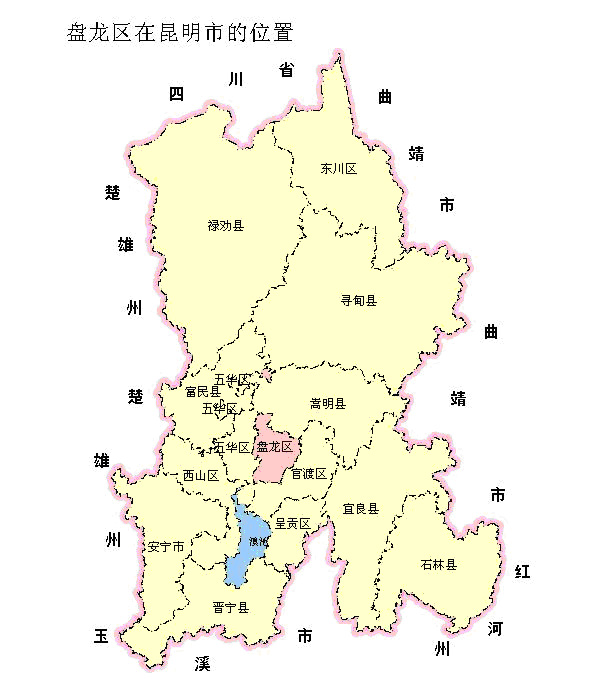 盘龙区在昆明市的位置
四川省
曲靖市
楚雄州
东川区
禄劝县
寻甸县
曲靖市
楚雄州
五华区
富民县
五华区
嵩明县
五华区
盘龙区
西山区
官渡区
宜良县
呈贡区
滇池
安宁市
石林县
红河州
晋宁县
玉溪市